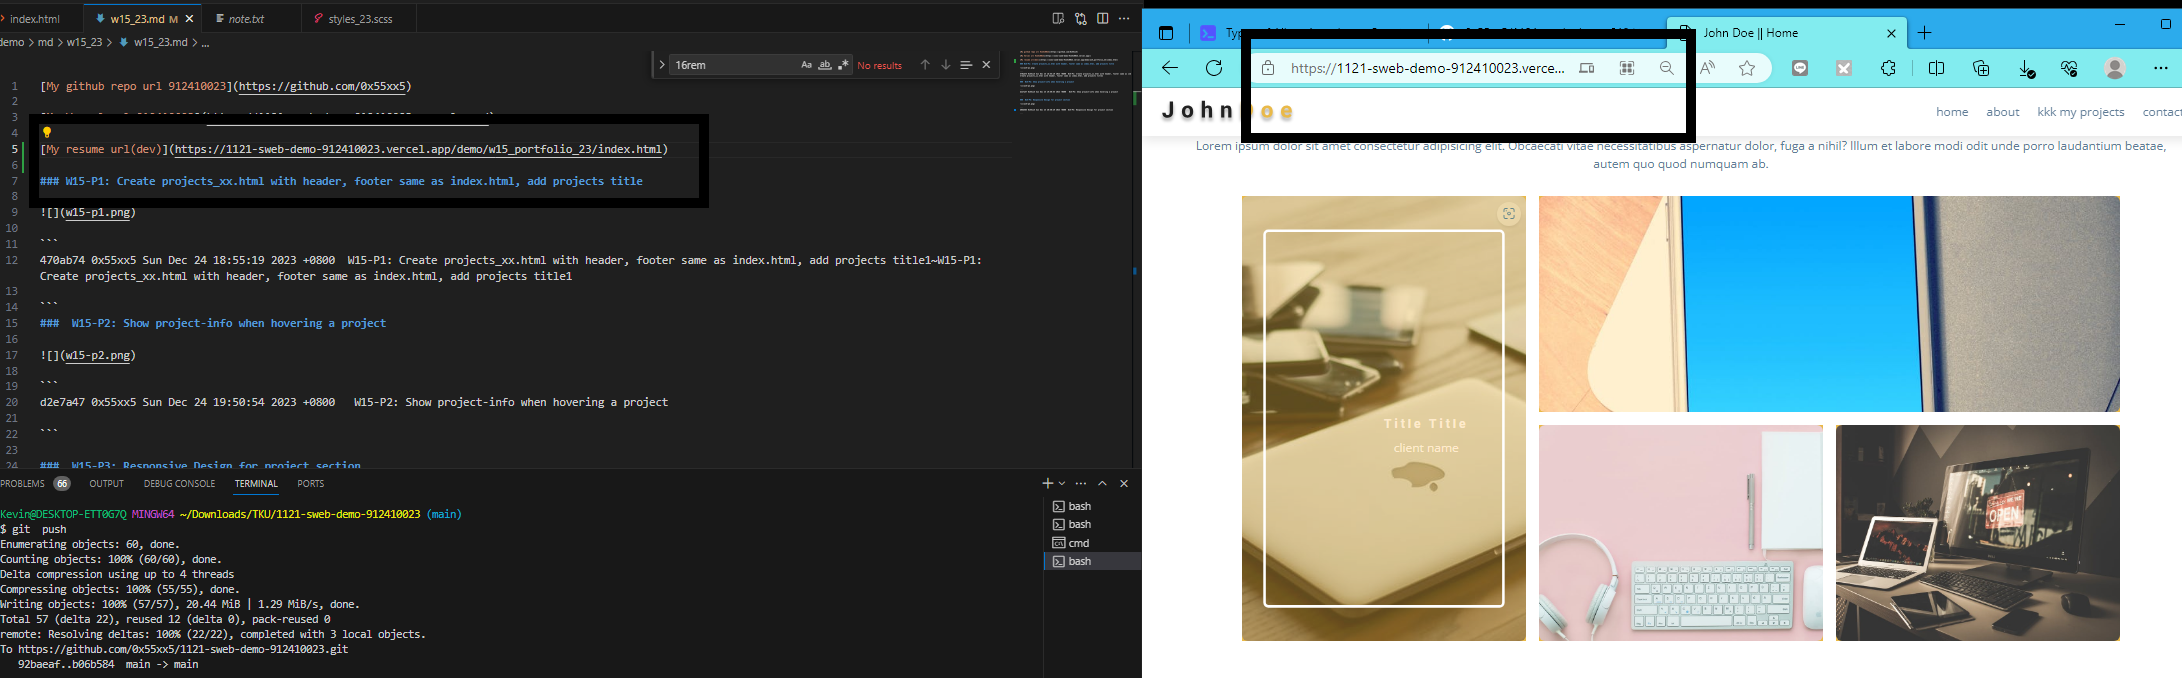 index.html
w15_23.md M
note.txt
styles_23.scss
demo > md > w15_23 > w15_23.md > ...
16rem
Aa
ab
No results
1 [My github repo url 912410023](https://github.com/0x55xx5)
2
3
4
5 [My resume url(dev)](https://1121-sweb-demo-912410023.vercel.app/demo/w15_portfolio_23/index.html)
6
7 ### W15-P1: Create projects_xx.html with header, footer same as index.html, add projects title
8
9 ![](w15-p1.png)
10
11 ```
12 470ab74 0x55xx5 Sun Dec 24 18:55:19 2023 +0800  W15-P1: Create projects_xx.html with header, footer same as index.html, add projects title1~W15-P1:
Create projects_xx.html with header, footer same as index.html, add projects title1
13
14 ```
15 ###  W15-P2: Show project-info when hovering a project
16
17 ![](w15-p2.png)
18
19 ```
20 d2e7a47 0x55xx5 Sun Dec 24 19:50:54 2023 +0800   W15-P2: Show project-info when hovering a project
21
22 ```
23
24 ###  W15-P3: Responsive Design for project section
PROBLEMS 66 OUTPUT DEBUG CONSOLE TERMINAL PORTS
Kevin@DESKTOP-ETT0G7Q MINGW64 ~/Downloads/TKU/1121-sweb-demo-912410023 (main)
$ git  push
Enumerating objects: 60, done.
Counting objects: 100% (60/60), done.
Delta compression using up to 4 threads
Compressing objects: 100% (55/55), done.
Writing objects: 100% (57/57), 20.44 MiB | 1.29 MiB/s, done.
Total 57 (delta 22), reused 12 (delta 0), pack-reused 0
remote: Resolving deltas: 100% (22/22), completed with 3 local objects.
To https://github.com/0x55xx5/1121-sweb-demo-912410023.git
92baeaf..b06b584  main -> main
bash
bash
cmd
bash
John Doe || Home
https://1121-sweb-demo-912410023.verce...
John Doe
home about kkk my projects contact
Lorem ipsum dolor sit amet consectetur adipisicing elit. Obcaecati vitae necessitatibus aspernatur dolor, fuga a nihil? Illum et labore modi odit unde porro laudantium beatae,
autem quo quod numquam ab.
Title Title
client name
OPEN